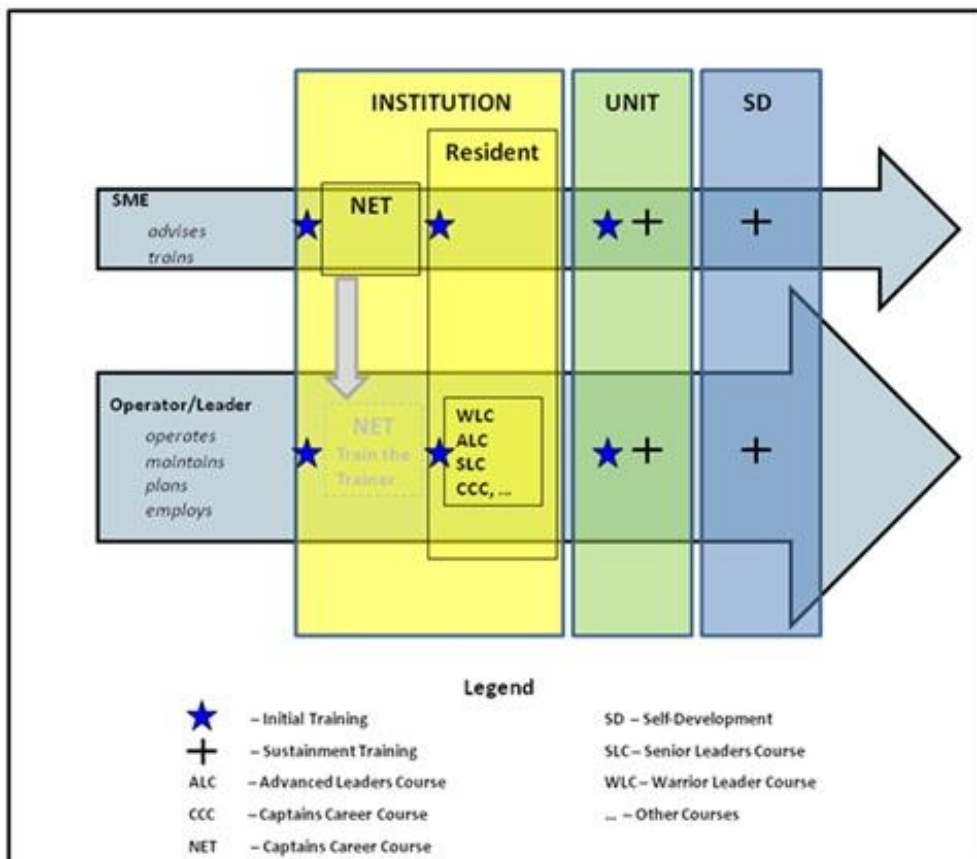 INSTITUTION
UNIT
SD
Resident
SME
advises
trains
NET
Operator/Leader
operates
maintains
plans
employs
NET
Train the
Trainer
WLC
ALC
SLC
CCC, ...
Legend
– Initial Training
– Sustainment Training
ALC – Advanced Leaders Course
CCC – Captains Career Course
NET – Captains Career Course
SD – Self-Development
SLC – Senior Leaders Course
WLC – Warrior Leader Course
... – Other Courses